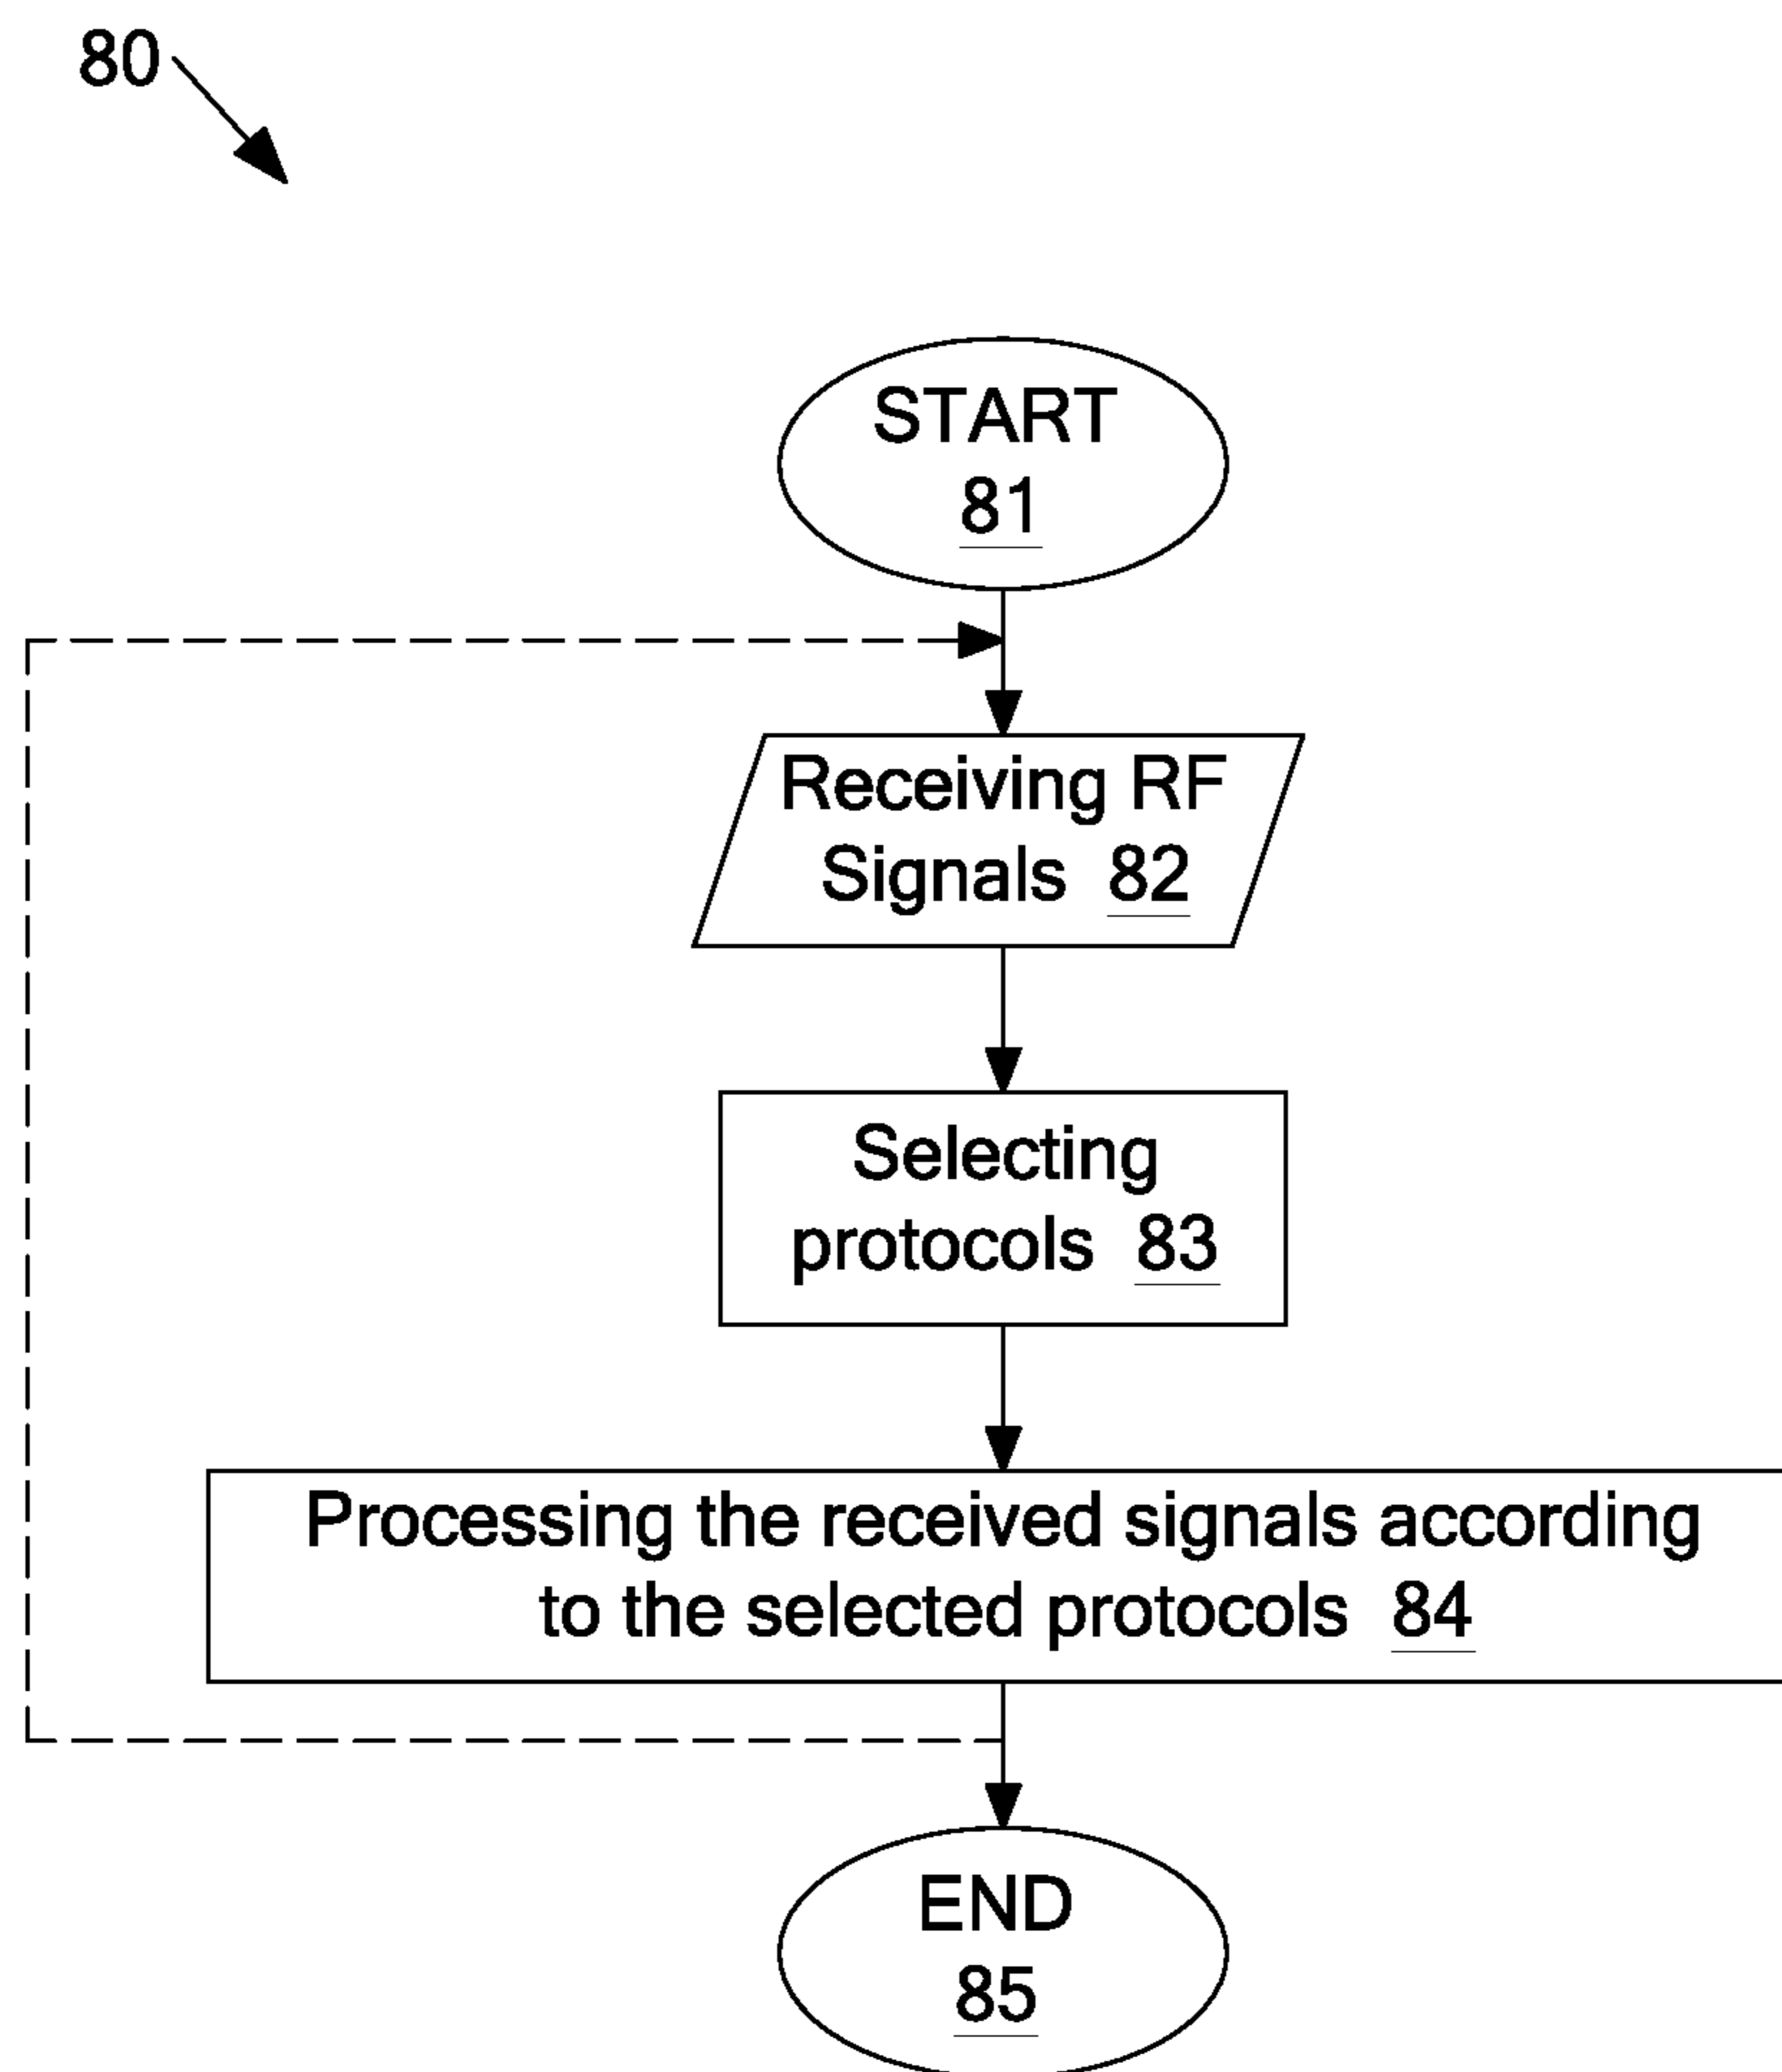 80
START
81
Receiving RF
Signals 82
Selecting
protocols 83
Processing the received signals according
to the selected protocols 84
END
85